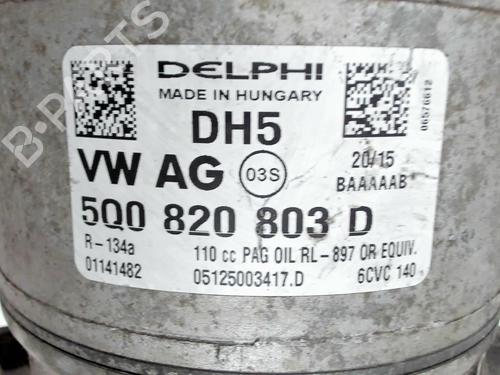 DELPHI
MADE IN HUNGARY
DH5
VW AG 03S
20/15
BAAAAAB
5Q0 820 803 D
R-134a 110 cc PAG OIL RL-897 OR EQUIV.
01141482 05125003417.D 6CVC 140
06576612
B-PARTS